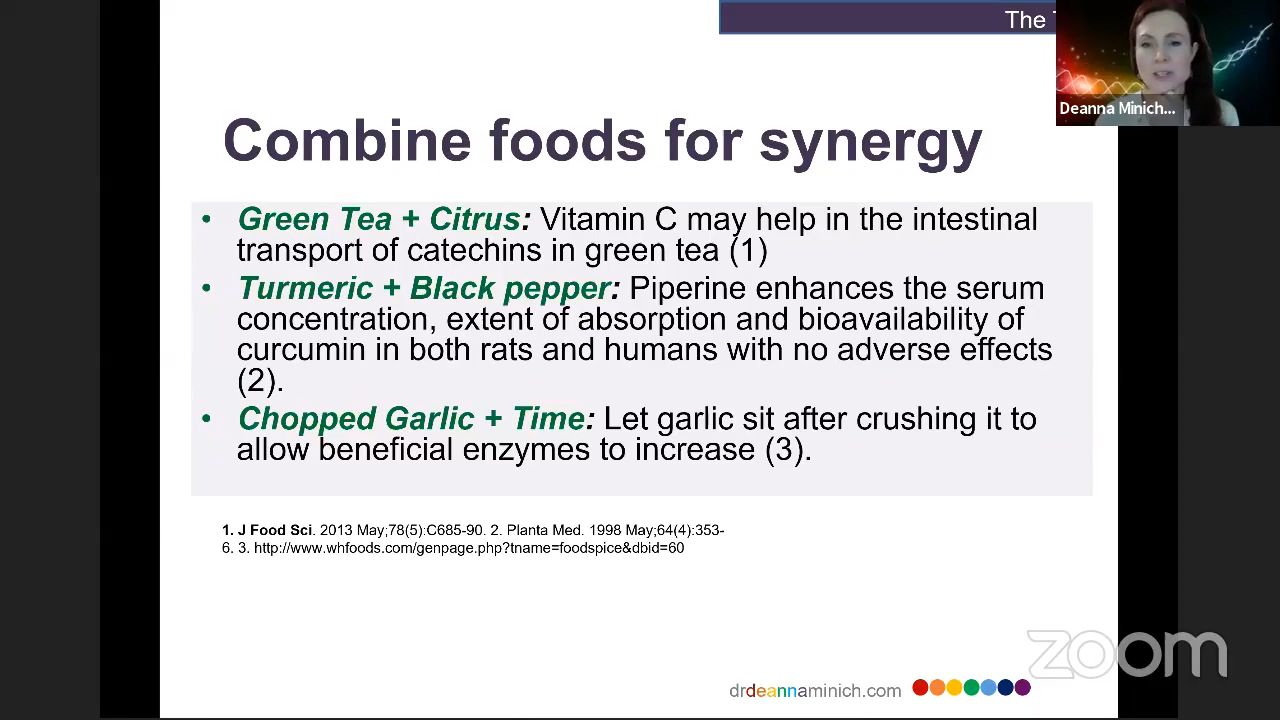 The
Deanna Minich...
Combine foods for synergy
• Green Tea + Citrus: Vitamin C may help in the intestinal
transport of catechins in green tea (1)
• Turmeric + Black pepper: Piperine enhances the serum
concentration, extent of absorption and bioavailability of
curcumin in both rats and humans with no adverse effects
(2).
• Chopped Garlic + Time: Let garlic sit after crushing it to
allow beneficial enzymes to increase (3).
1. J Food Sci. 2013 May;78(5):C685-90. 2. Planta Med. 1998 May;64(4):353-
6. 3. http://www.whfoods.com/genpage.php?tname=foodspice&dbid=60
zoom
drdeannaminich.com